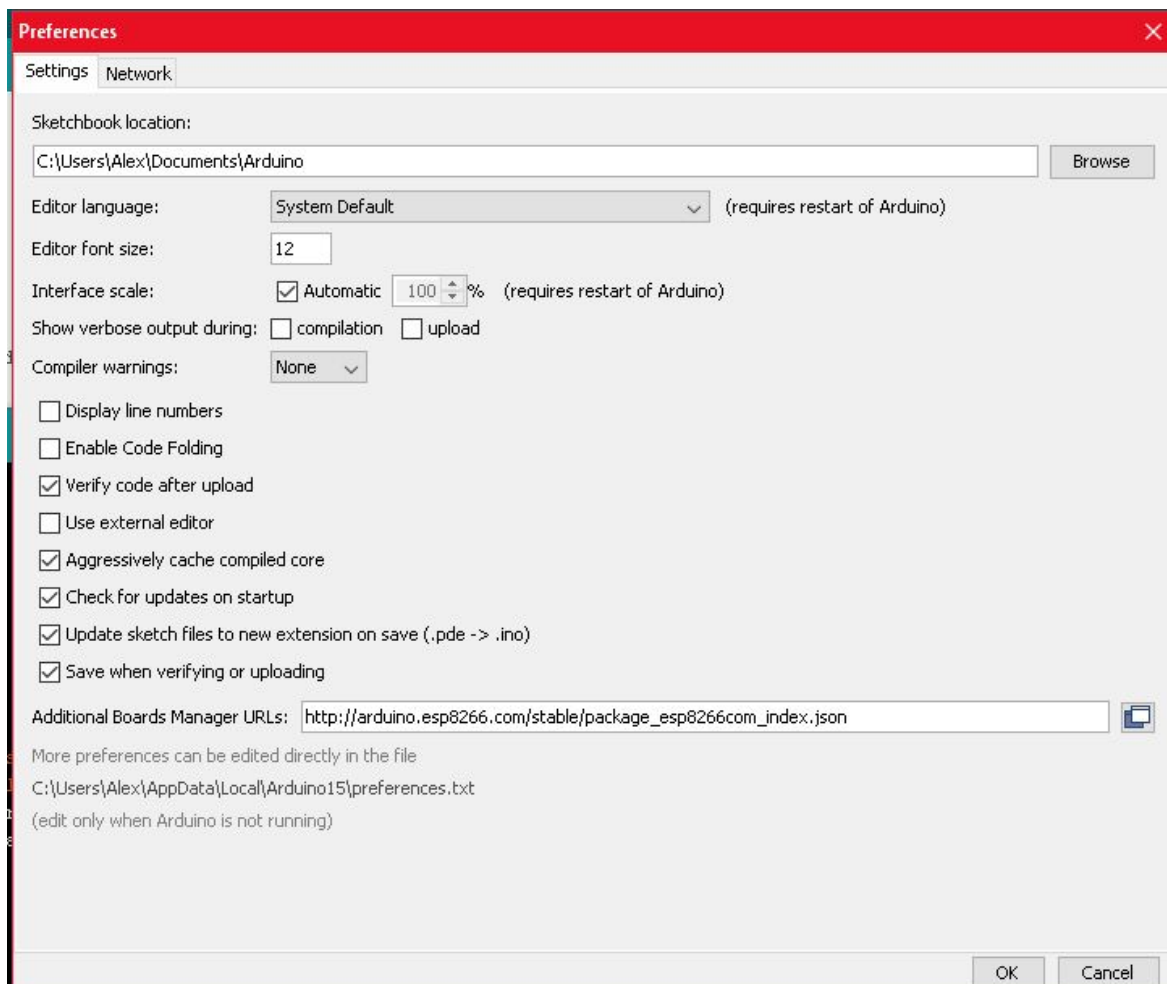 Preferences
Settings Network
Sketchbook location:
C:\Users\Alex\Documents\Arduino Browse
Editor language: System Default (requires restart of Arduino)
Editor font size: 12
Interface scale: Automatic 100 % (requires restart of Arduino)
Show verbose output during: compilation upload
Compiler warnings: None
Display line numbers
Enable Code Folding
Verify code after upload
Use external editor
Aggressively cache compiled core
Check for updates on startup
Update sketch files to new extension on save (.pde -> .ino)
Save when verifying or uploading
Additional Boards Manager URLs: http://arduino.esp8266.com/stable/package_esp8266com_index.json
More preferences can be edited directly in the file
C:\Users\Alex\AppData\Local\Arduino15\preferences.txt
(edit only when Arduino is not running)
OK Cancel